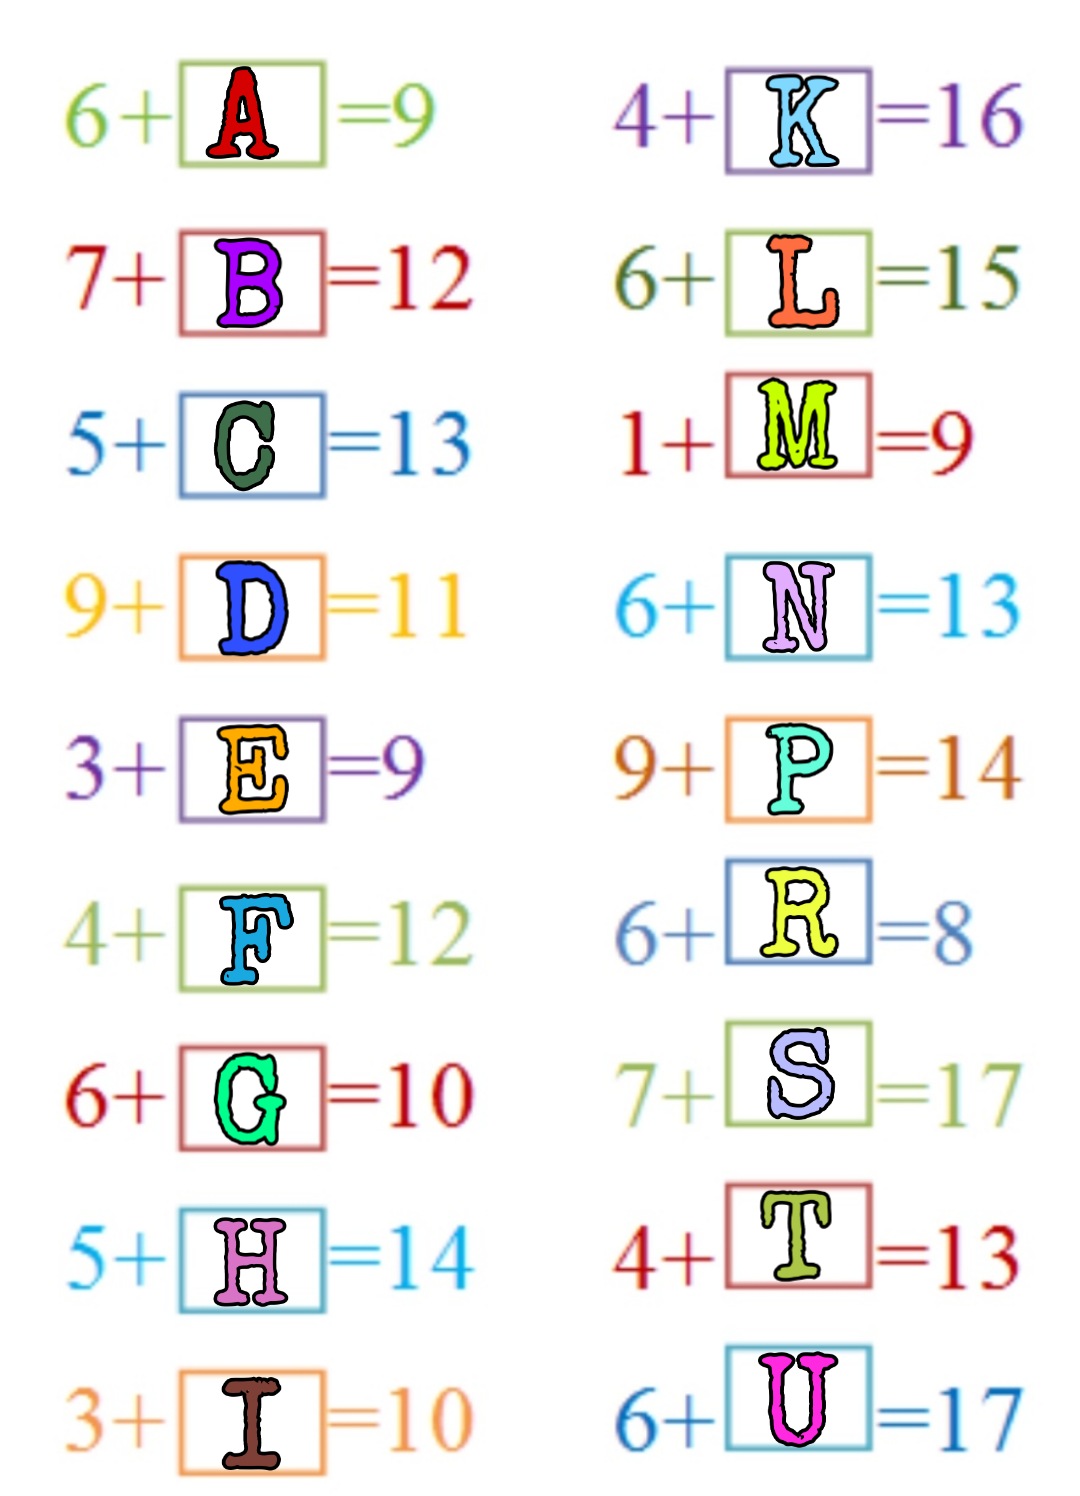 6+ A =9
7+ B =12
5+ C =13
9+ D =11
3+ E =9
4+ F =12
6+ G =10
5+ H =14
3+ I =10
4+ K =16
6+ L =15
1+ M =9
6+ N =13
9+ P =14
6+ R =8
7+ S =17
4+ T =13
6+ U =17